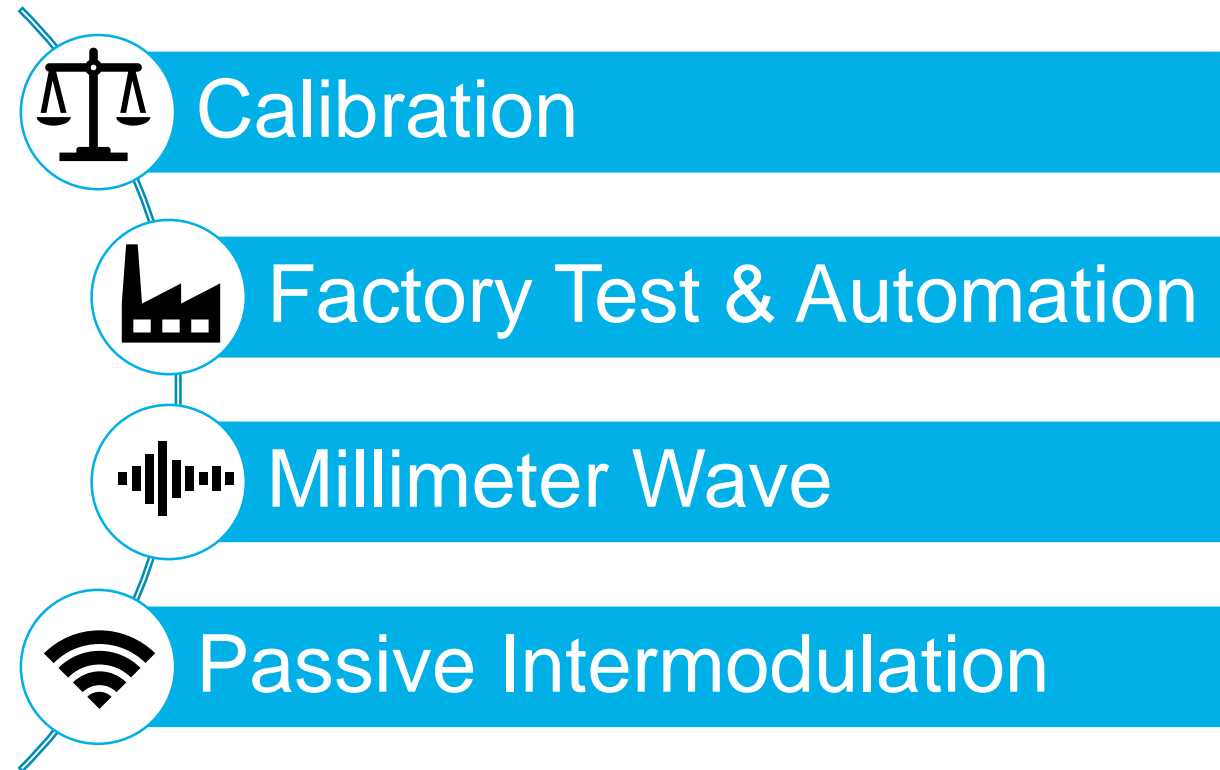 Calibration
Factory Test & Automation
Millimeter Wave
Passive Intermodulation